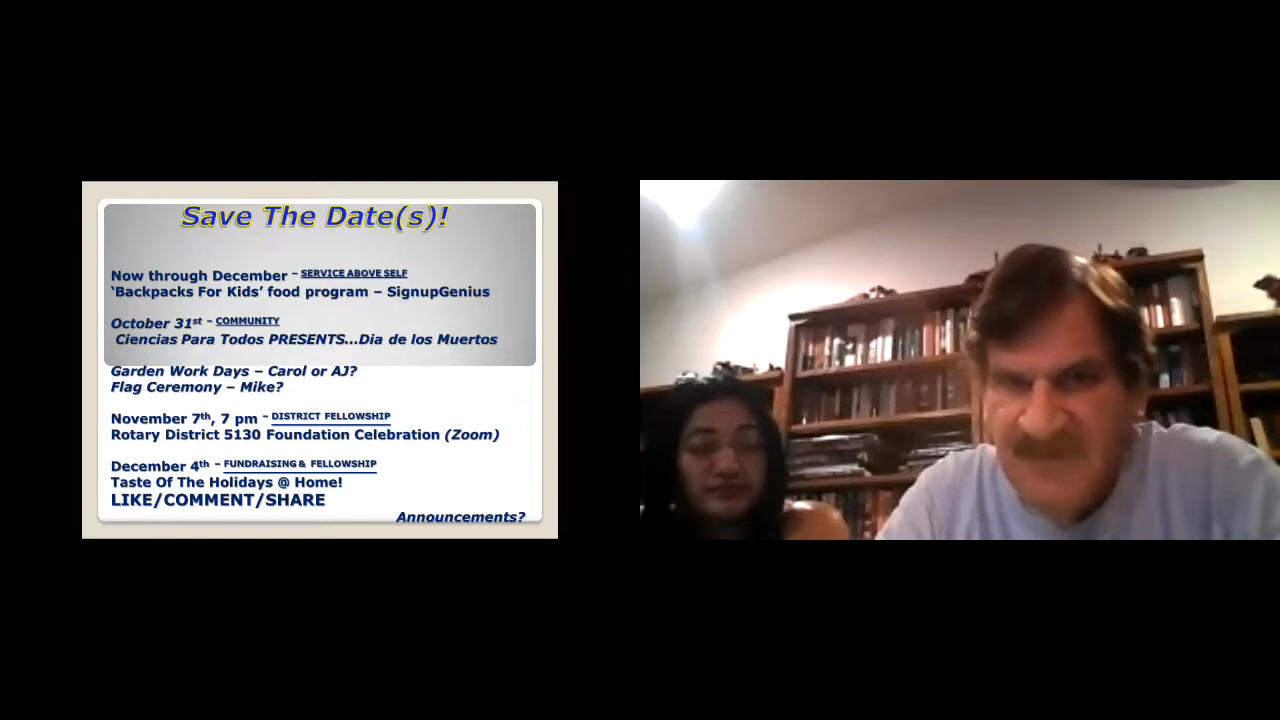 Save The Date(s)!
Now through December – SERVICE ABOVE SELF
‘Backpacks For Kids’ food program – SignupGenius
October 31st – COMMUNITY
Ciencias Para Todos PRESENTS...Dia de los Muertos
Garden Work Days – Carol or AJ?
Flag Ceremony – Mike?
November 7th, 7 pm – DISTRICT FELLOWSHIP
Rotary District 5130 Foundation Celebration (Zoom)
December 4th – FUNDRAISING & FELLOWSHIP
Taste Of The Holidays @ Home!
LIKE/COMMENT/SHARE
Announcements?